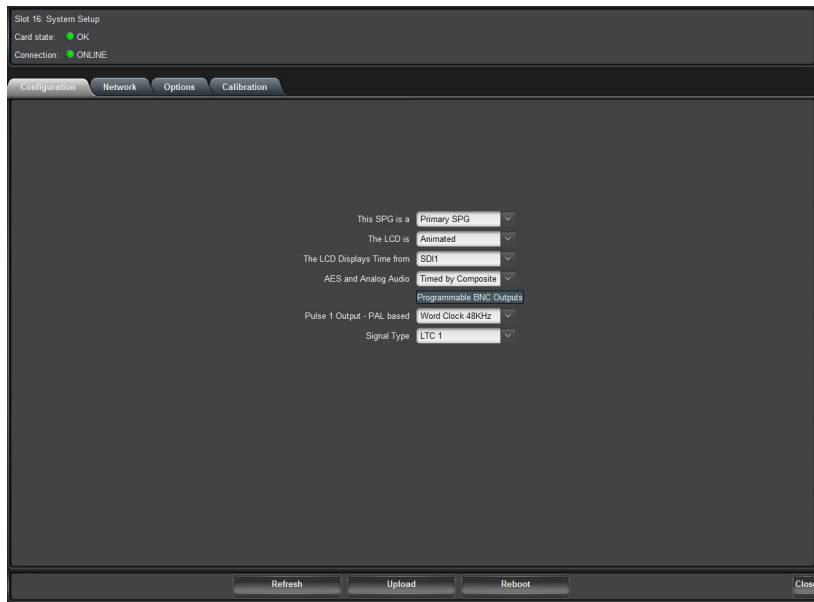 Slot 16: System Setup
Card state: OK
Connection: ONLINE
Configuration Network Options Calibration
This SPG is a Primary SPG
The LCD is Animated
The LCD Displays Time from SDI1
AES and Analog Audio Timed by Composite
Programmable BNC Outputs
Pulse 1 Output - PAL based Word Clock 48KHz
Signal Type LTC 1
Refresh Upload Reboot Close